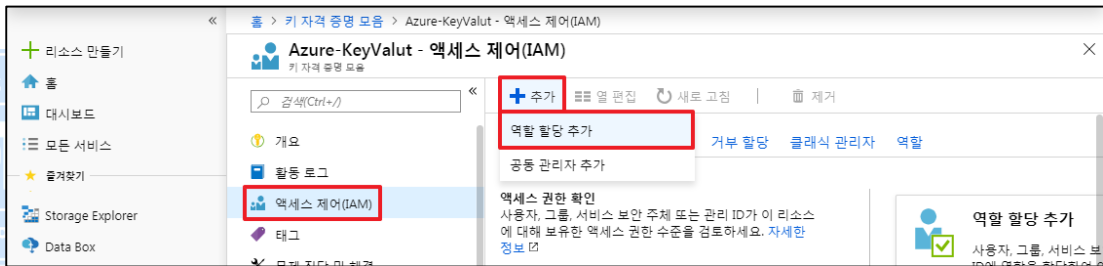 홈 > 키 자격 증명 모음 > Azure-KeyValut - 액세스 제어(IAM)
Azure-KeyValut - 액세스 제어(IAM)
키 자격 증명 모음
리소스 만들기
홈
대시보드
모든 서비스
즐겨찾기
Storage Explorer
Data Box
검색(Ctrl+/)
개요
활동 로그
액세스 제어(IAM)
태그
문제 진단 및 해결
추가
열 편집
새로 고침
제거
역할 할당 추가
공동 관리자 추가
거부 할당
클래식 관리자
역할
액세스 권한 확인
사용자, 그룹, 서비스 보안 주체 또는 관리 ID가 이 리소스
에 대해 보유한 액세스 권한 수준을 검토하세요. 자세한
정보
역할 할당 추가
사용자, 그룹, 서비스 보